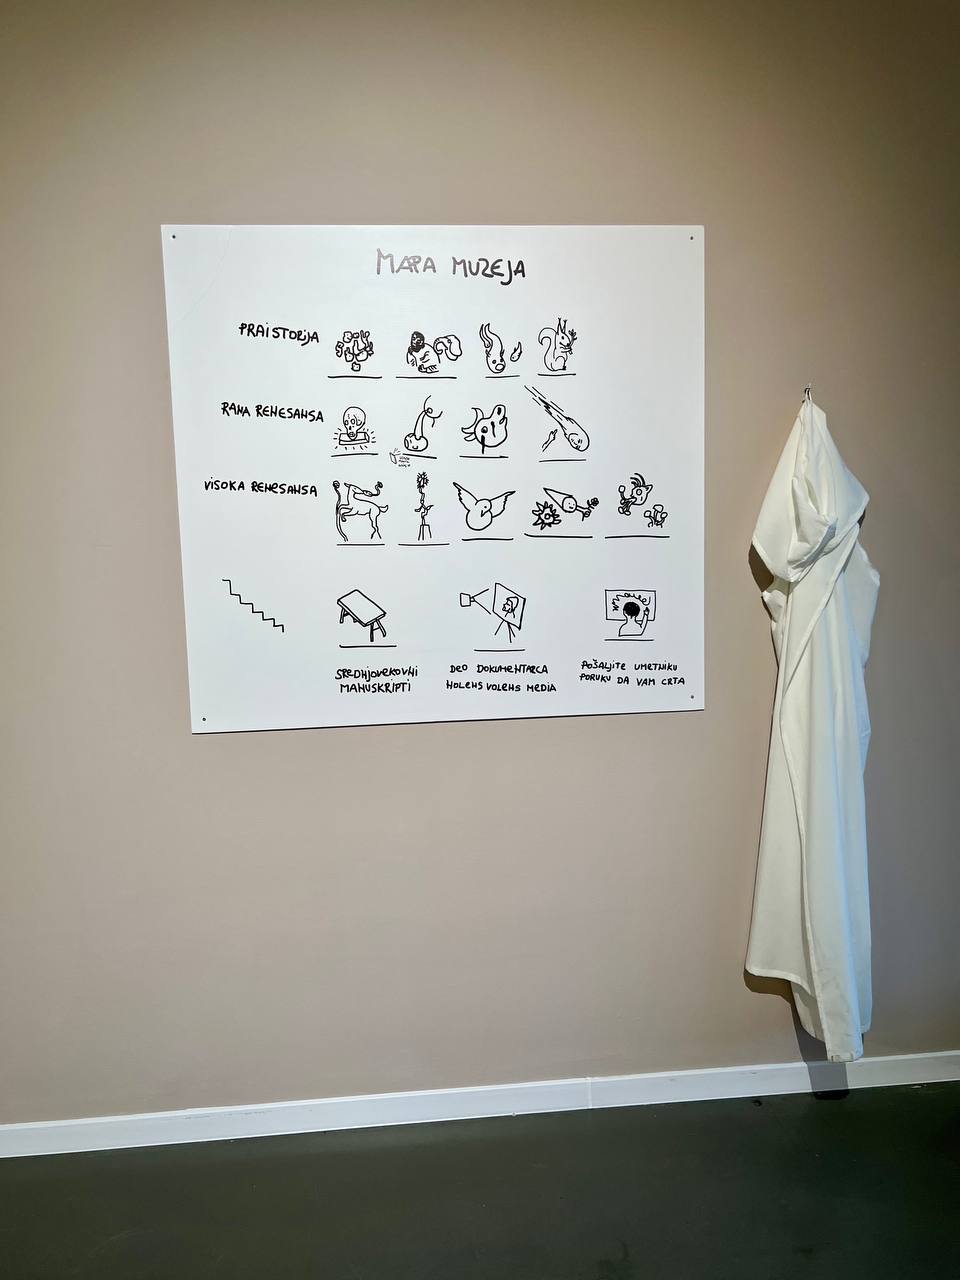 MAPA MUZEJA
PRAISTORIJA
RANA RENESANSA
VISOKA RENESANSA
SREDNJOVEKOVNI
MANUSKRIPTI
DEO DOKUMENTARCA
NOLENS VOLENS MEDIA
POŠALJITE UMETNIKU
PORUKU DA VAM CRTA